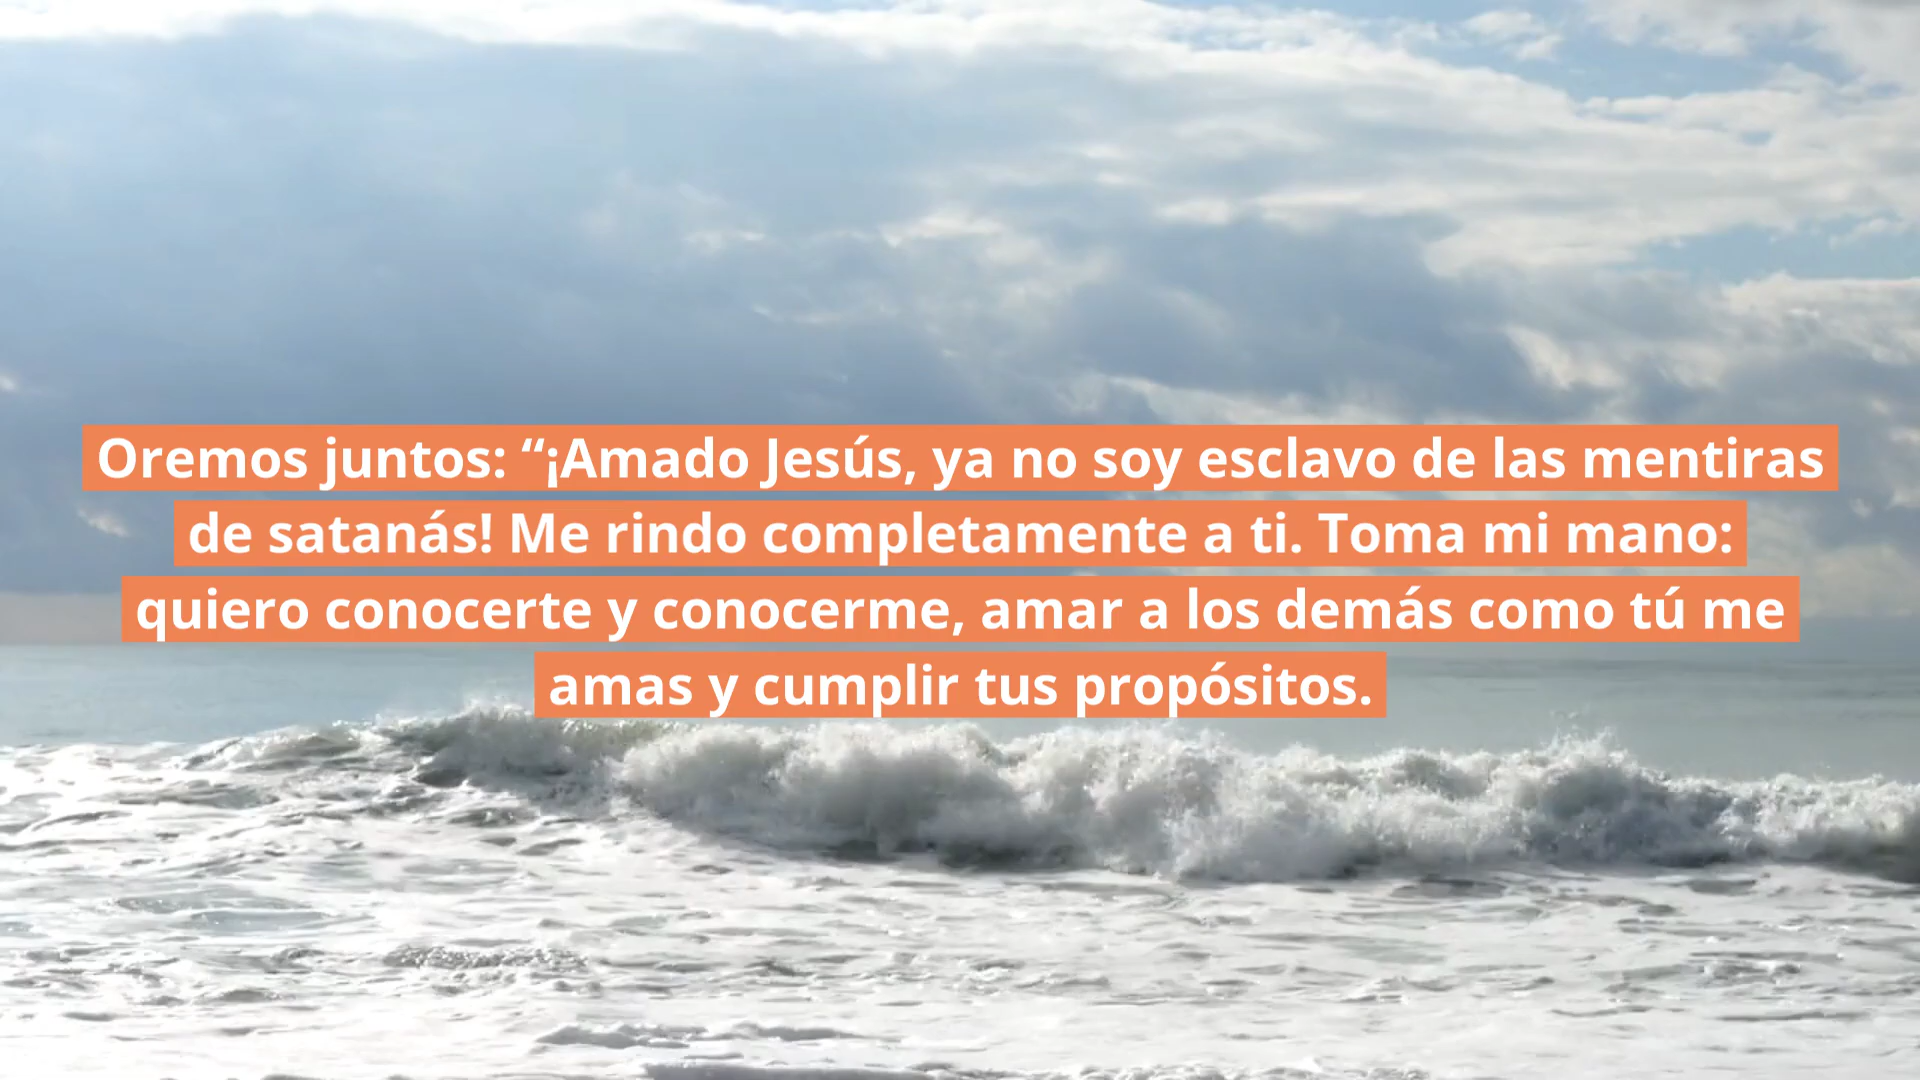 Oremos juntos: “¡Amado Jesús, ya no soy esclavo de las mentiras
de satanás! Me rindo completamente a ti. Toma mi mano:
quiero conocerte y conocerme, amar a los demás como tú me
amas y cumplir tus propósitos.